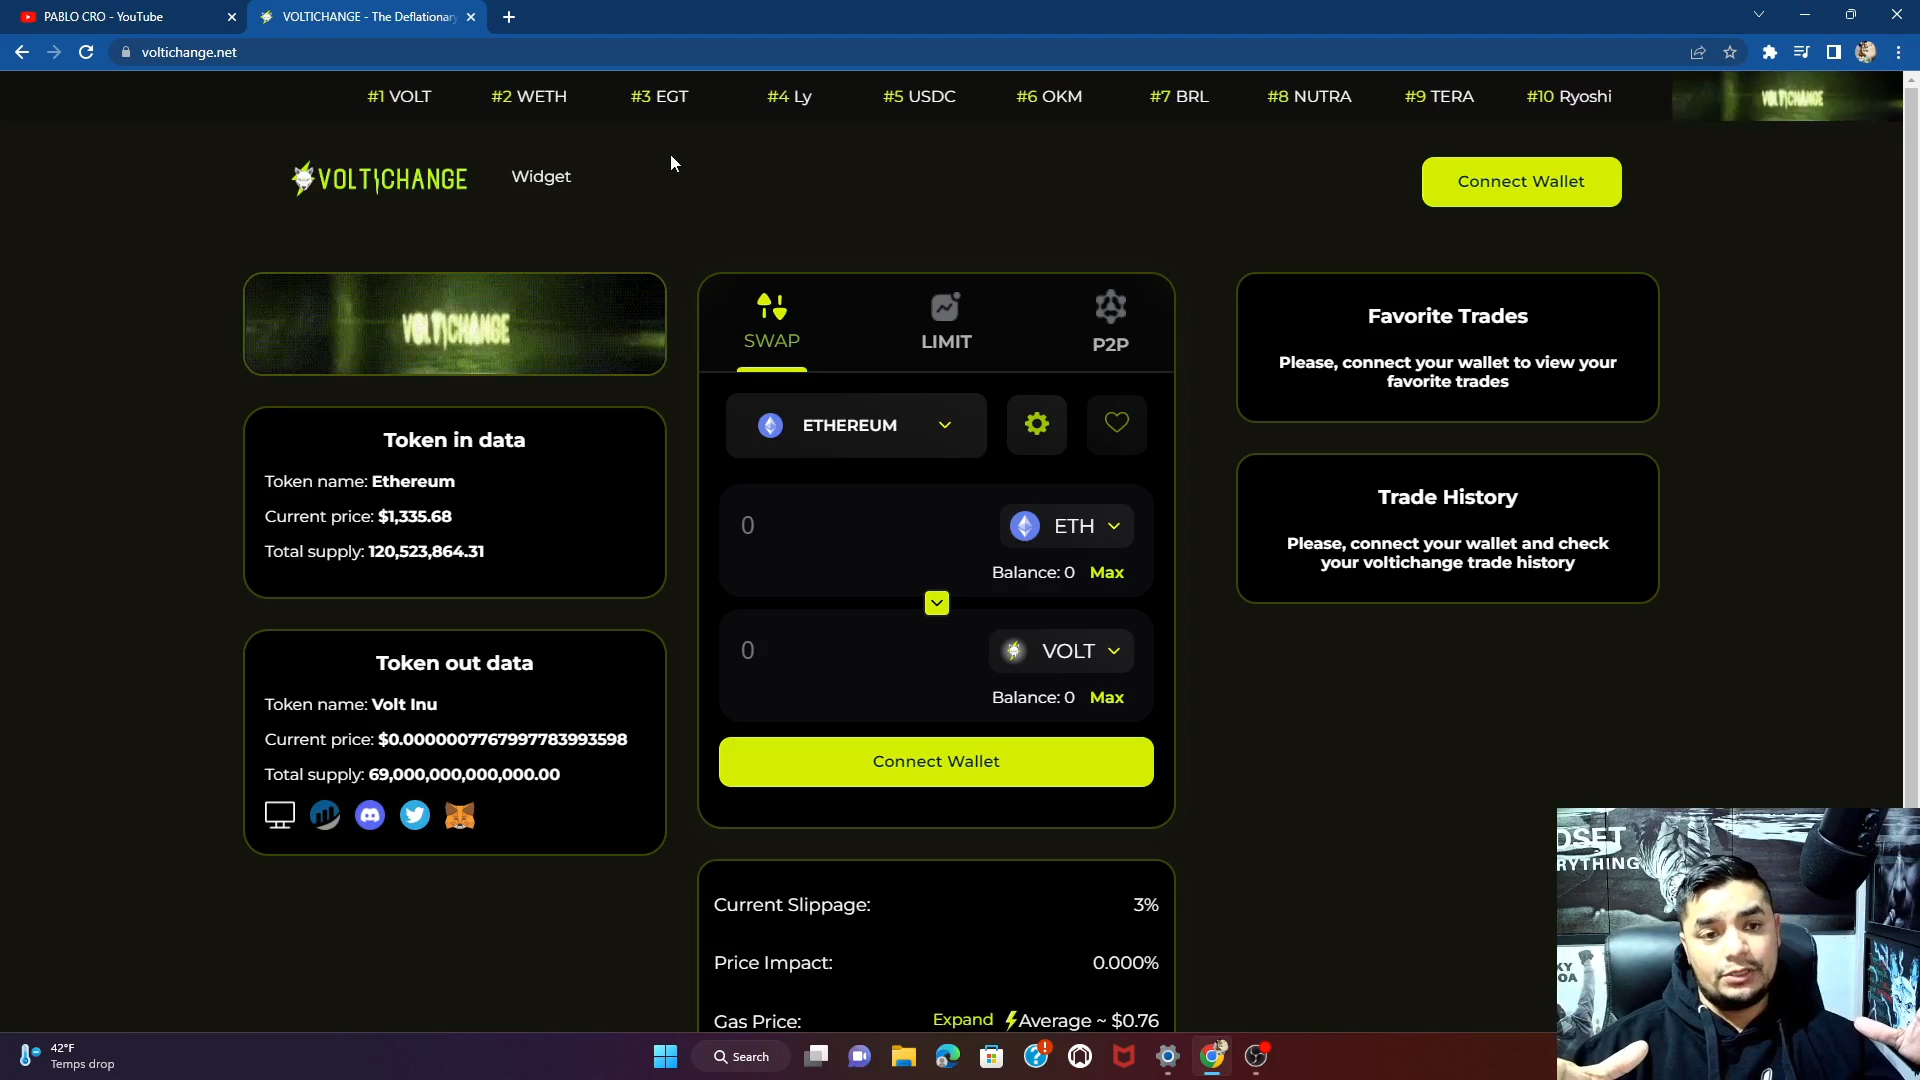 PABLO CRO - YouTube
VOLTICHANGE - The Deflationary
voltichange.net
#1 VOLT #2 WETH #3 EGT #4 Ly #5 USDC #6 OKM #7 BRL #8 NUTRA #9 TERA #10 Ryoshi VOLTICHANGE
VOLTICHANGE Widget Connect Wallet
VOLTICHANGE
SWAP LIMIT P2P
Favorite Trades
Please, connect your wallet to view your
favorite trades
ETHEREUM
Token in data
Token name: Ethereum
Current price: $1,335.68
Total supply: 120,523,864.31
0 ETH
Balance: 0 Max
Trade History
Please, connect your wallet and check
your voltichange trade history
Token out data
Token name: Volt Inu
Current price: $0.0000007767997783993598
Total supply: 69,000,000,000,000.00
0 VOLT
Balance: 0 Max
Connect Wallet
Current Slippage: 3%
Price Impact: 0.000%
Gas Price: Expand Average ~ $0.76
RYTHING
42°F
Temps drop
Search